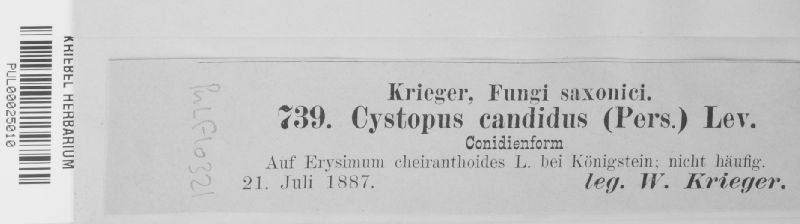 KRIEBEL HERBARIUM
PUL00025010
PULF10321
Krieger, Fungi saxonici.
739. Cystopus candidus (Pers.) Lev.
Conidienform
Auf Erysimum cheiranthoides L. bei Königstein; nicht häufig.
21. Juli 1887. leg. W. Krieger.